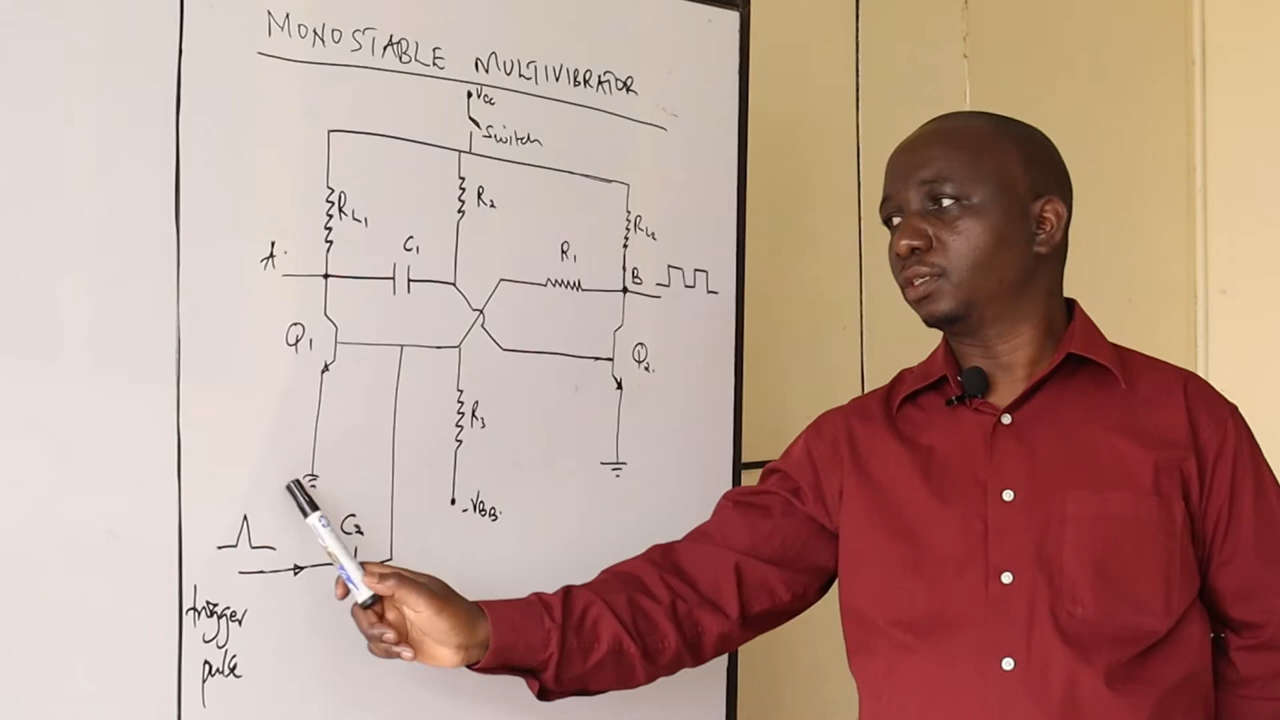 MONOSTABLE MULTIVIBRATOR
Vcc
Switch
RL1
R2
RL2
A
C1
R1
B
Q1
Q2
R3
-VBB
C2
trigger
pulse